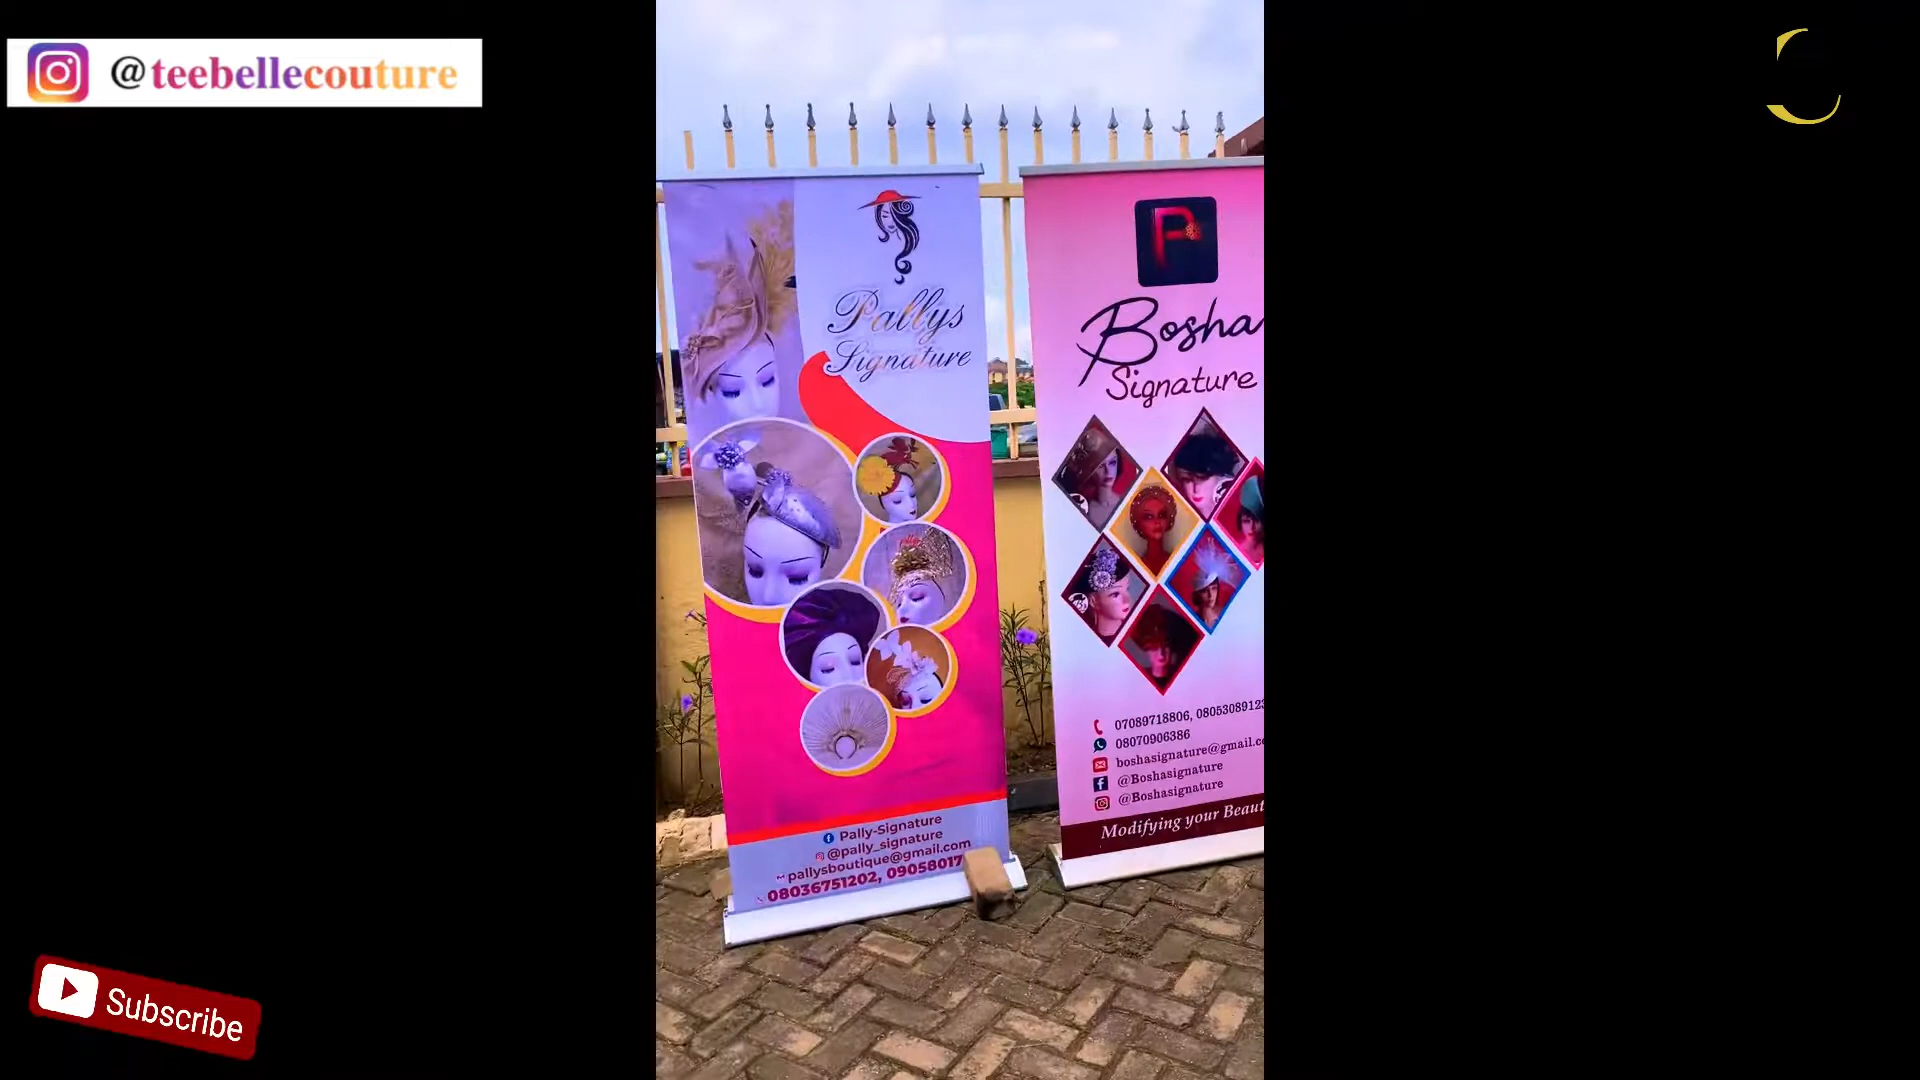 @teebellecouture
Pallys
Signature
Pally-Signature
@pally_signature
pallysboutique@gmail.com
08036751202, 09058017
P
Bosha
Signature
07089718806, 0805308912
08070906386
boshasignature@gmail.c
@Boshasignature
@Boshasignature
Modifying your Beaut
Subscribe